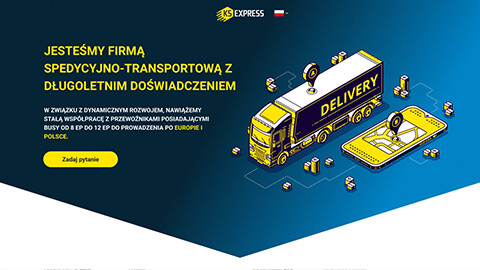 KS EXPRESS
JESTEŚMY FIRMĄ
SPEDYCYJNO-TRANSPORTOWĄ Z
DŁUGOLETNIM DOŚWIADCZENIEM
W ZWIĄZKU Z DYNAMICZNYM ROZWOJEM, NAWIĄŻEMY
STAŁĄ WSPÓŁPRACĘ Z PRZEWOŹNIKAMI POSIADAJĄCYMI
BUSY OD 8 EP DO 12 EP DO PROWADZENIA PO EUROPIE I
POLSCE.
Zadaj pytanie
DELIVERY